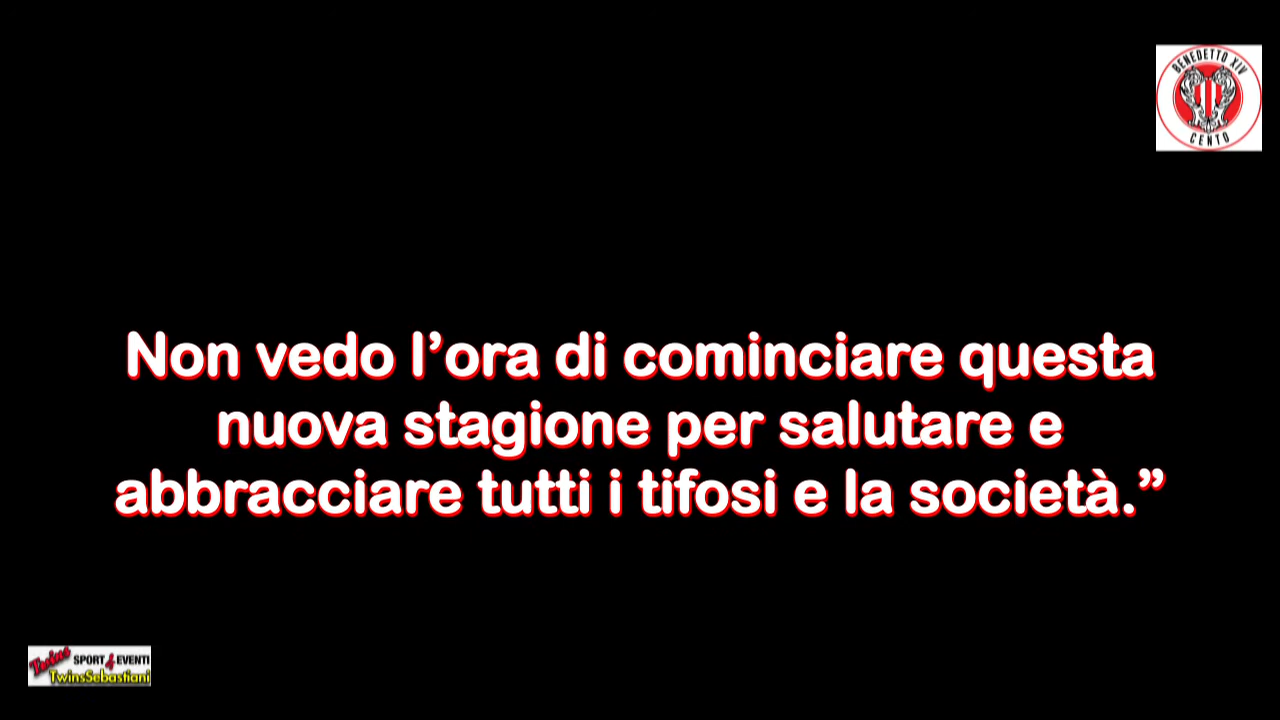 BENEDETTO XIV
CENTO
Non vedo l’ora di cominciare questa
nuova stagione per salutare e
abbracciare tutti i tifosi e la società.”
Twins SPORT 4 EVENTI
TwinsSebastiani